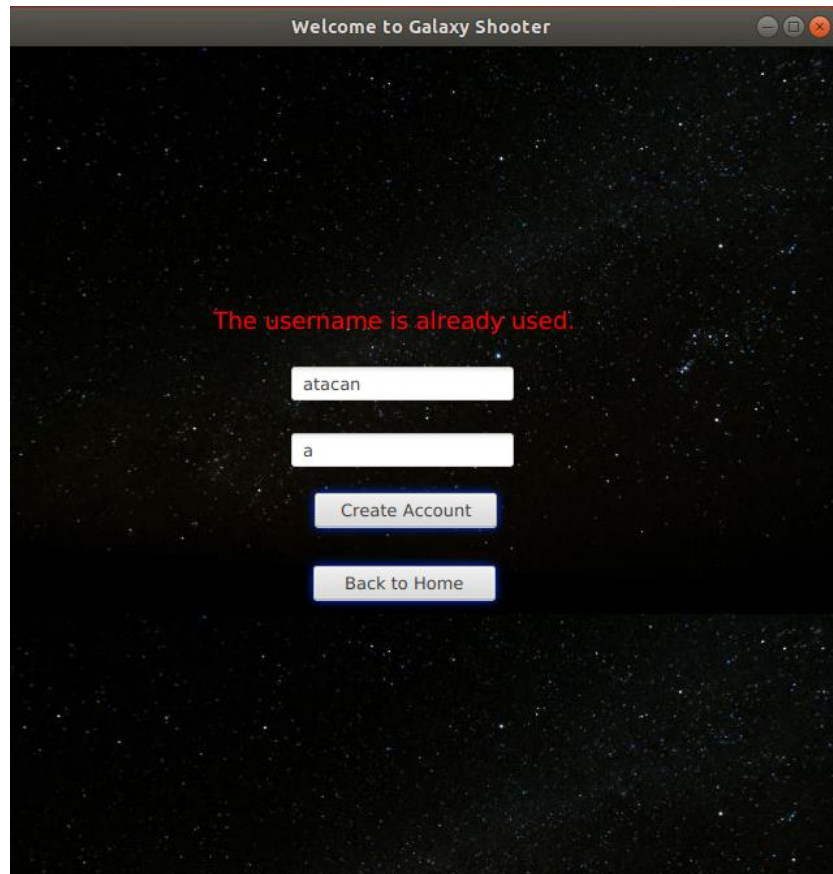 Welcome to Galaxy Shooter
The username is already used.
atacan
a
Create Account
Back to Home